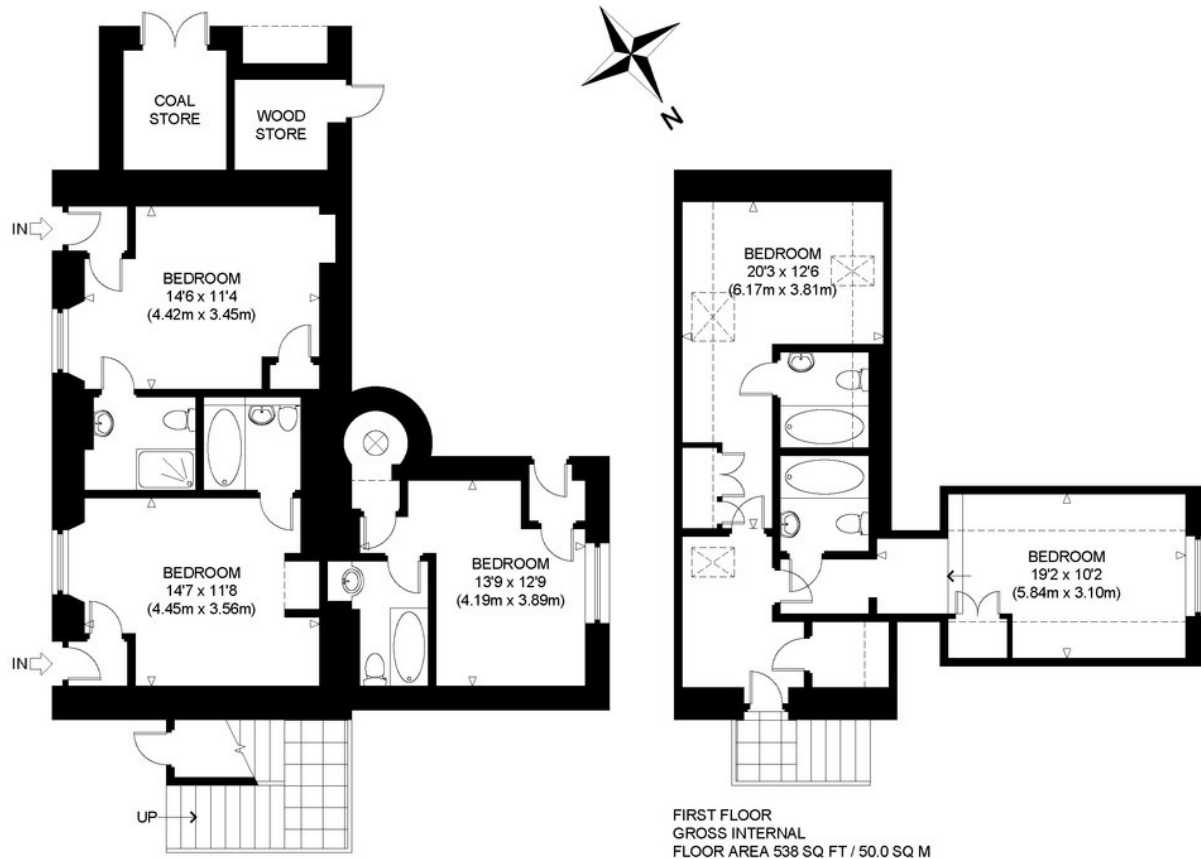 COAL
STORE
WOOD
STORE
N
IN
BEDROOM
14'6 x 11'4
(4.42m x 3.45m)
BEDROOM
20'3 x 12'6
(6.17m x 3.81m)
BEDROOM
14'7 x 11'8
(4.45m x 3.56m)
BEDROOM
13'9 x 12'9
(4.19m x 3.89m)
BEDROOM
19'2 x 10'2
(5.84m x 3.10m)
IN
UP
FIRST FLOOR
GROSS INTERNAL
FLOOR AREA 538 SQ FT / 50.0 SQ M